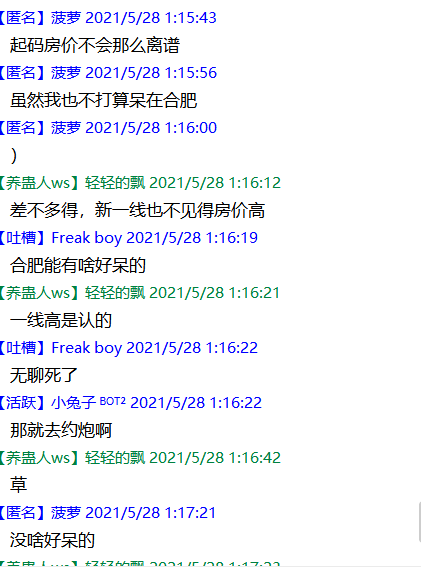 【匿名】菠萝 2021/5/28 1:15:43
起码房价不会那么离谱
【匿名】菠萝 2021/5/28 1:15:56
虽然我也不打算呆在合肥
【匿名】菠萝 2021/5/28 1:16:00
）
【养蛊人ws】轻轻的飘 2021/5/28 1:16:12
差不多得，新一线也不见得房价高
【吐槽】Freak boy 2021/5/28 1:16:19
合肥能有啥好呆的
【养蛊人ws】轻轻的飘 2021/5/28 1:16:21
一线高是认的
【吐槽】Freak boy 2021/5/28 1:16:22
无聊死了
【活跃】小兔子 BOT2 2021/5/28 1:16:22
那就去约炮啊
【养蛊人ws】轻轻的飘 2021/5/28 1:16:42
草
【匿名】菠萝 2021/5/28 1:17:21
没啥好呆的